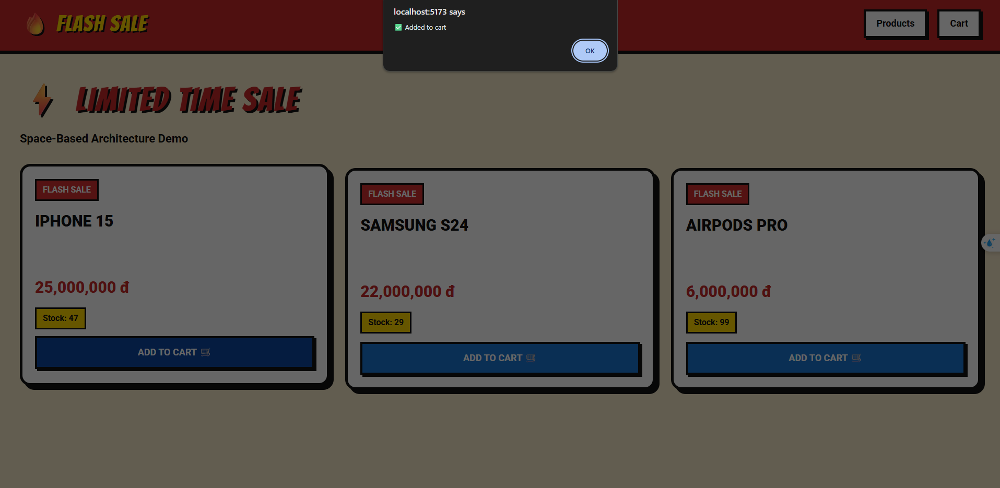 localhost:5173 says
✅ Added to cart
OK
🔥 FLASH SALE
Products
Cart
⚡ LIMITED TIME SALE
Space-Based Architecture Demo
FLASH SALE
IPHONE 15
25,000,000 đ
Stock: 47
ADD TO CART 🛒
FLASH SALE
SAMSUNG S24
22,000,000 đ
Stock: 29
ADD TO CART 🛒
FLASH SALE
AIRPODS PRO
6,000,000 đ
Stock: 99
ADD TO CART 🛒